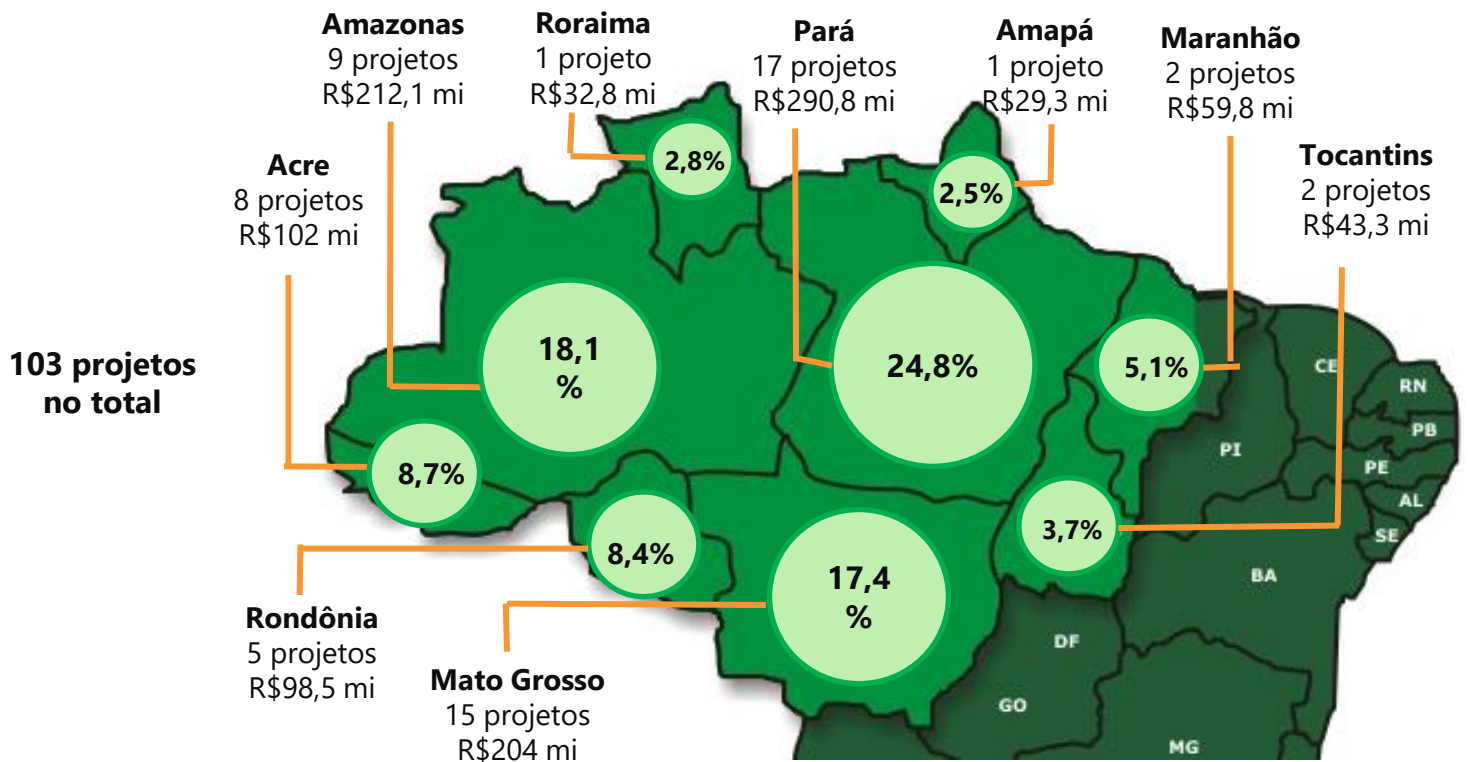 Amazonas
9 projetos
R$212,1 mi
Roraima
1 projeto
R$32,8 mi
Pará
17 projetos
R$290,8 mi
Amapá
1 projeto
R$29,3 mi
Maranhão
2 projetos
R$59,8 mi
Tocantins
2 projetos
R$43,3 mi
Acre
8 projetos
R$102 mi
2,8%
2,5%
103 projetos
no total
18,1
%
24,8%
5,1%
8,7%
8,4%
17,4
%
3,7%
CE
RN
PB
PI
PE
AL
SE
BA
DF
GO
MG
Rondônia
5 projetos
R$98,5 mi
Mato Grosso
15 projetos
R$204 mi